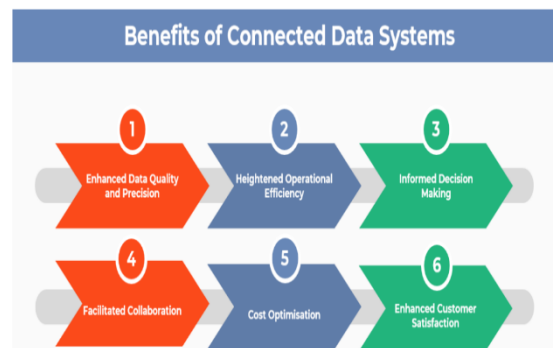 Benefits of Connected Data Systems
1
2
3
Enhanced Data Quality
and Precision
Heightened Operational
Efficiency
Informed Decision
Making
4
5
6
Facilitated Collaboration
Cost Optimisation
Enhanced Customer
Satisfaction